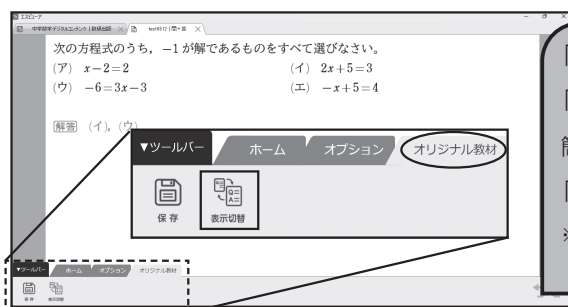 エスビューア
中学校数学デジタルコンテンツ | 数研出版
test0612 | 問+答
次の方程式のうち，−1が解であるものをすべて選びなさい。
(ア) x−2＝2
(イ) 2x＋5＝3
(ウ) −6＝3x−3
(エ) −x＋5＝4
解答 (イ), (ウ)
▼ツールバー
ホーム
オプション
オリジナル教材
保存
表示切替
▼ツールバー
ホーム
オプション
オリジナル教材
保存
表示切替
「
「
簡
「
※